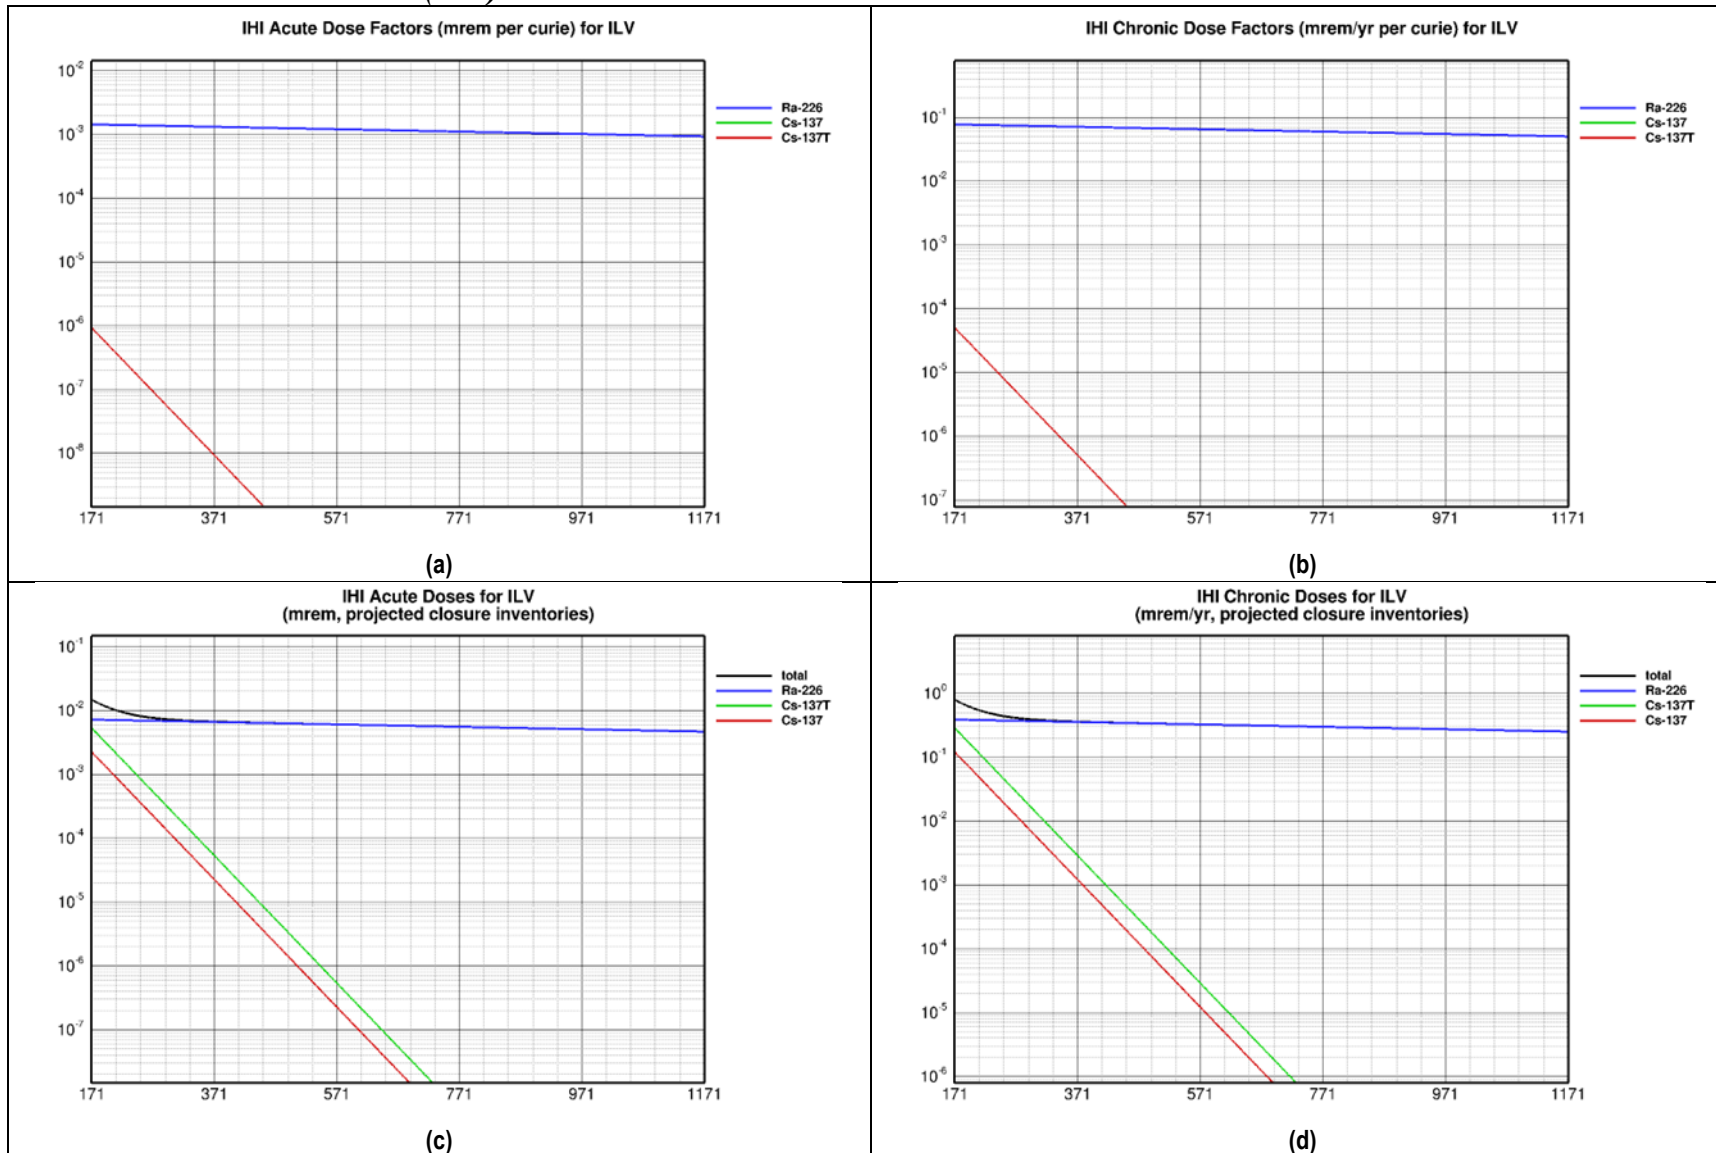 IHI Acute Dose Factors (mrem per curie) for ILV
10-2
10-3
10-4
10-5
10-6
10-7
10-8
171 371 571 771 971 1171
Ra-226
Cs-137
Cs-137T
(a)
IHI Chronic Dose Factors (mrem/yr per curie) for ILV
10-1
10-2
10-3
10-4
10-5
10-6
10-7
171 371 571 771 971 1171
Ra-226
Cs-137
Cs-137T
(b)
IHI Acute Doses for ILV
(mrem, projected closure inventories)
10-1
10-2
10-3
10-4
10-5
10-6
10-7
171 371 571 771 971 1171
total
Ra-226
Cs-137T
Cs-137
(c)
IHI Chronic Doses for ILV
(mrem/yr, projected closure inventories)
100
10-1
10-2
10-3
10-4
10-5
10-6
171 371 571 771 971 1171
total
Ra-226
Cs-137T
Cs-137
(d)